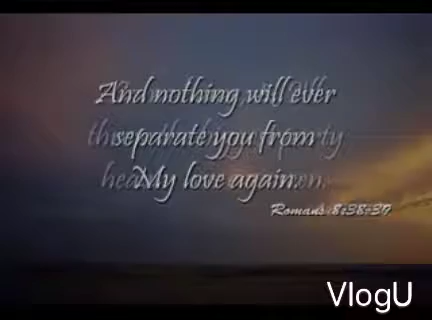 And nothing will ever
separate you from
My love again.
Romans 8:38-39
VlogU